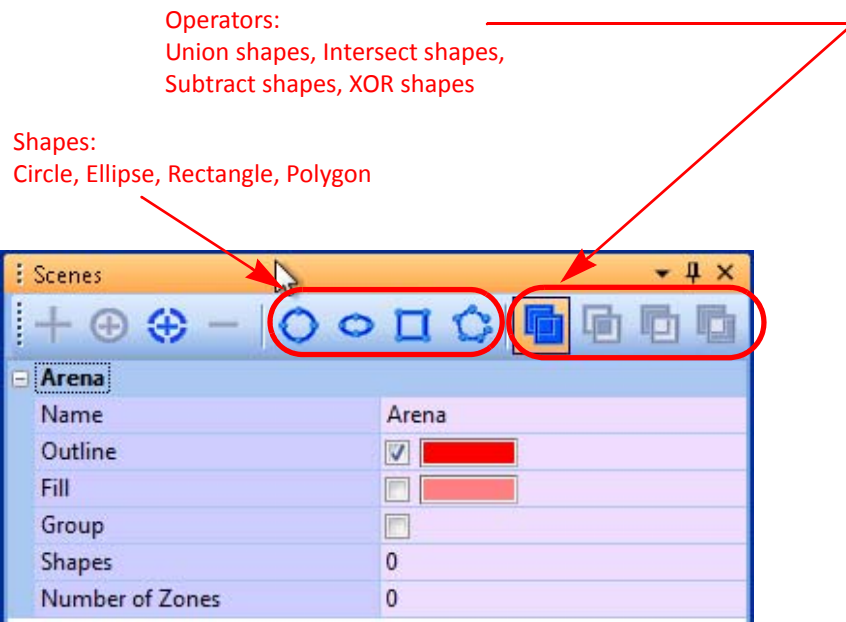 Operators:
Union shapes, Intersect shapes,
Subtract shapes, XOR shapes
Shapes:
Circle, Ellipse, Rectangle, Polygon
Scenes
Arena
Name Arena
Outline
Fill
Group
Shapes 0
Number of Zones 0